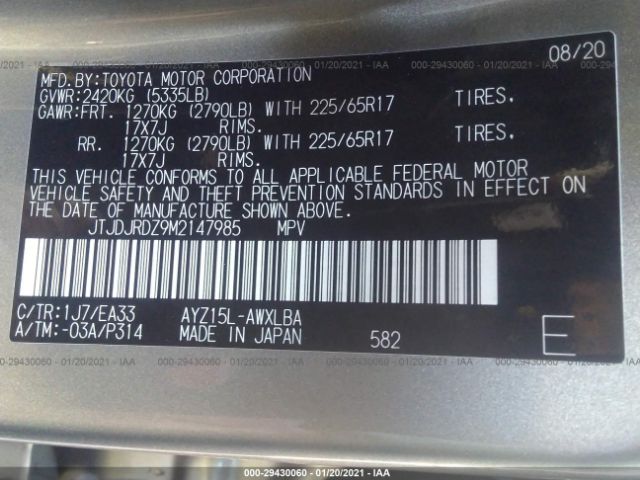 000-29430060 - 01/20/2021 - IAA
08/20
MFD.BY:TOYOTA MOTOR CORPORATION
GVWR:2420KG (5335LB)
GAWR:FRT. 1270KG (2790LB) WITH 225/65R17 TIRES.
17X7J RIMS.
RR. 1270KG (2790LB) WITH 225/65R17 TIRES.
17X7J RIMS.
THIS VEHICLE CONFORMS TO ALL APPLICABLE FEDERAL MOTOR
VEHICLE SAFETY AND THEFT PREVENTION STANDARDS IN EFFECT ON
THE DATE OF MANUFACTURE SHOWN ABOVE.
JTJDJRDZ9M2147985 MPV
C/TR:1J7/EA33 AYZ15L-AWXLBA
A/TM:-03A/P314 MADE IN JAPAN 582 E
000-29430060 - 01/20/2021 - IAA